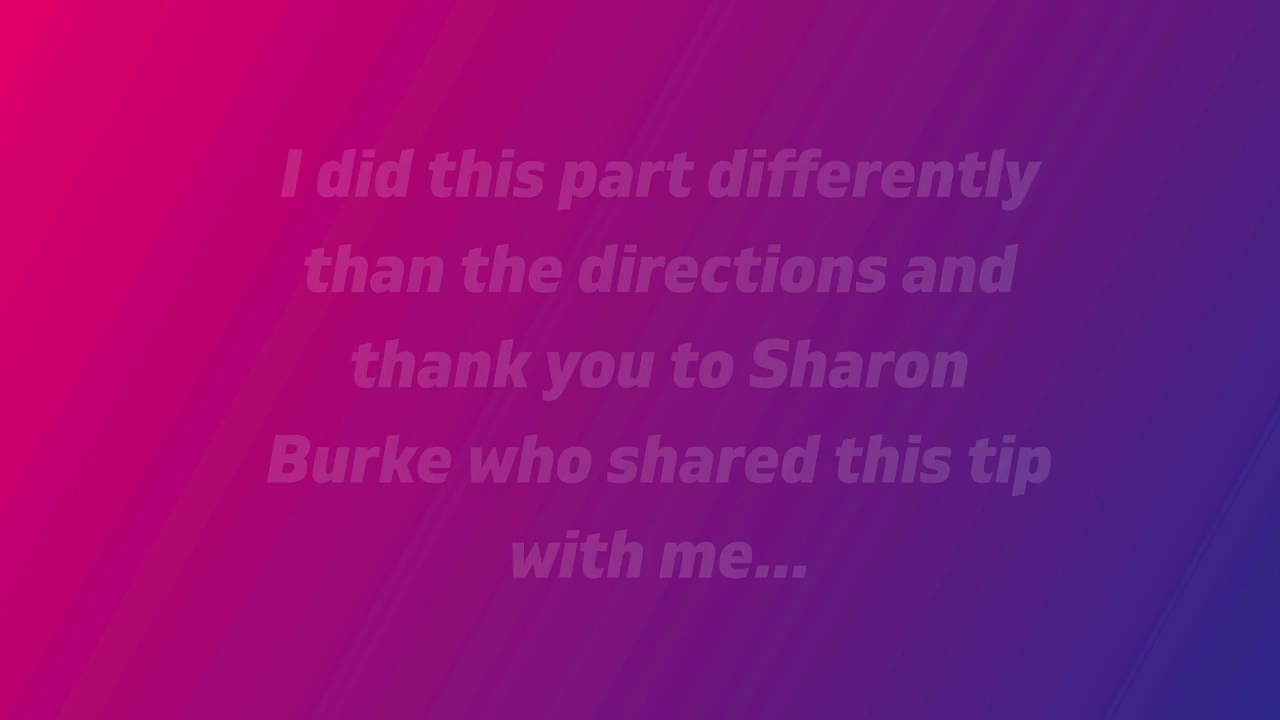 I did this part differently
than the directions and
thank you to Sharon
Burke who shared this tip
with me...